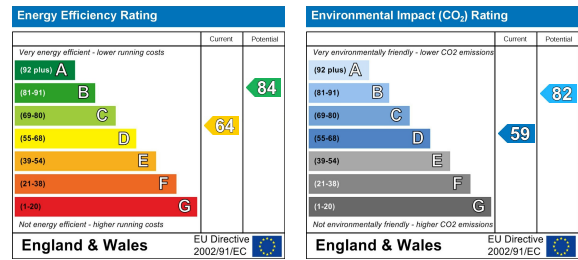 Energy Efficiency Rating
Current Potential
Very energy efficient - lower running costs
(92 plus) A
(81-91) B
84
(69-80) C
64
(55-68) D
(39-54) E
(21-38) F
(1-20) G
Not energy efficient - higher running costs
England & Wales
EU Directive
2002/91/EC
Environmental Impact (CO₂) Rating
Current Potential
Very environmentally friendly - lower CO2 emissions
(92 plus) A
(81-91) B
82
(69-80) C
(55-68) D
59
(39-54) E
(21-38) F
(1-20) G
Not environmentally friendly - higher CO2 emissions
England & Wales
EU Directive
2002/91/EC